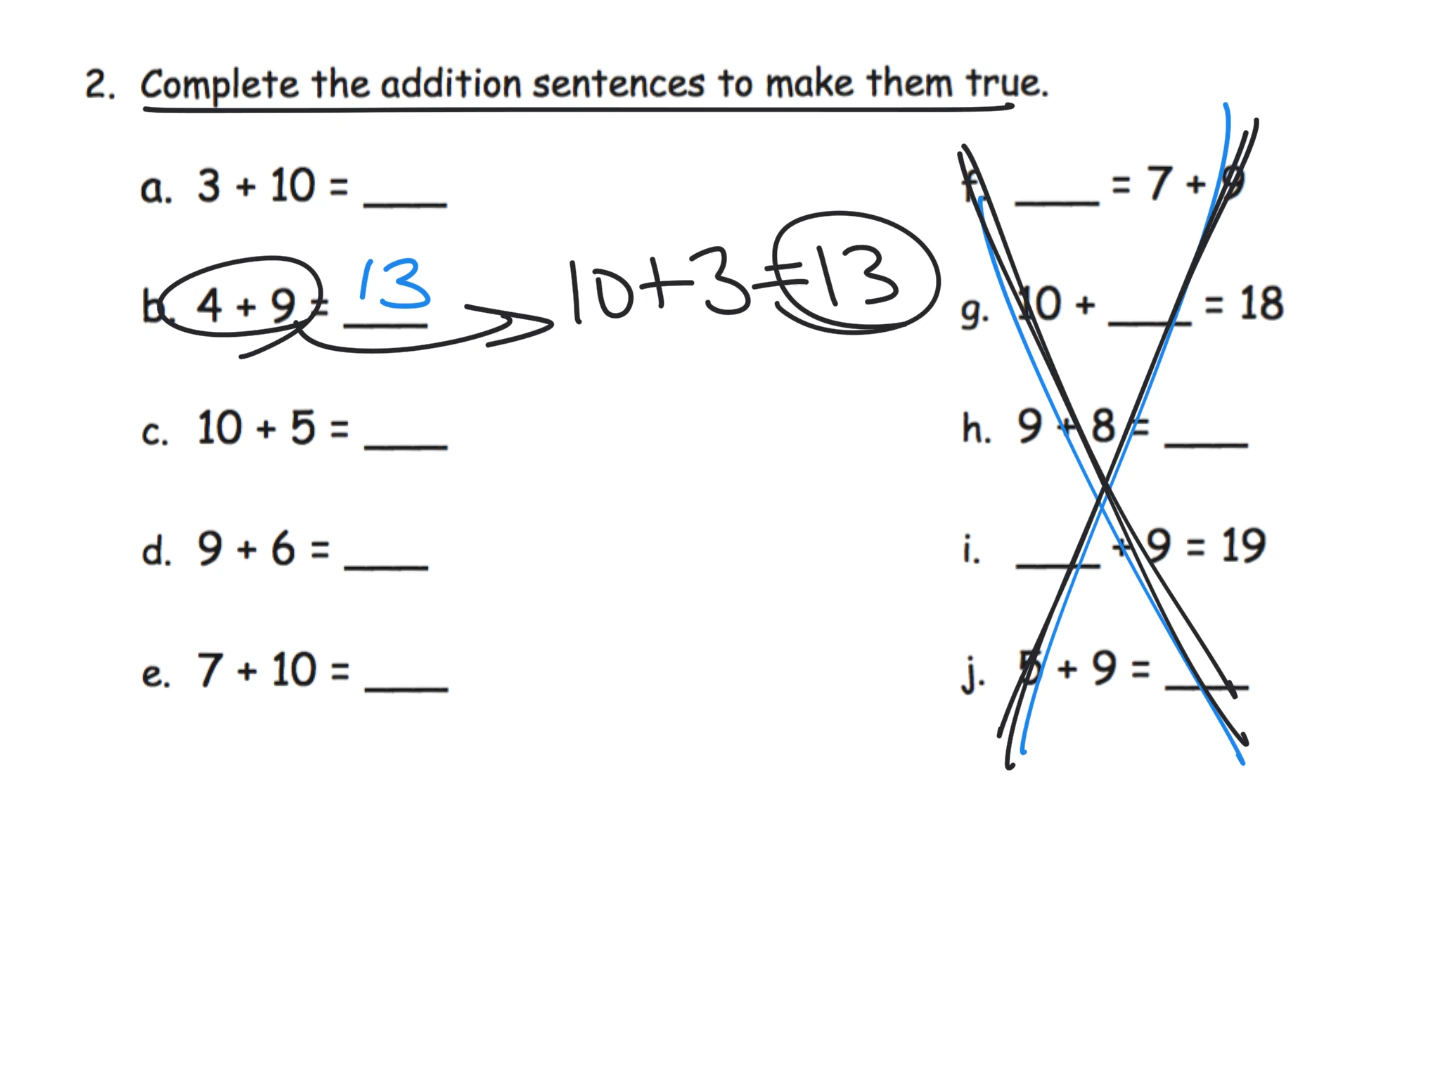 2. Complete the addition sentences to make them true.
a. 3 + 10 = ____
b. 4 + 9 = 13 10+3=13
c. 10 + 5 = ____
d. 9 + 6 = ____
e. 7 + 10 = ____
f. ____ = 7 + 9
g. 10 + ____ = 18
h. 9 + 8 = ____
i. ____ + 9 = 19
j. 5 + 9 = ____